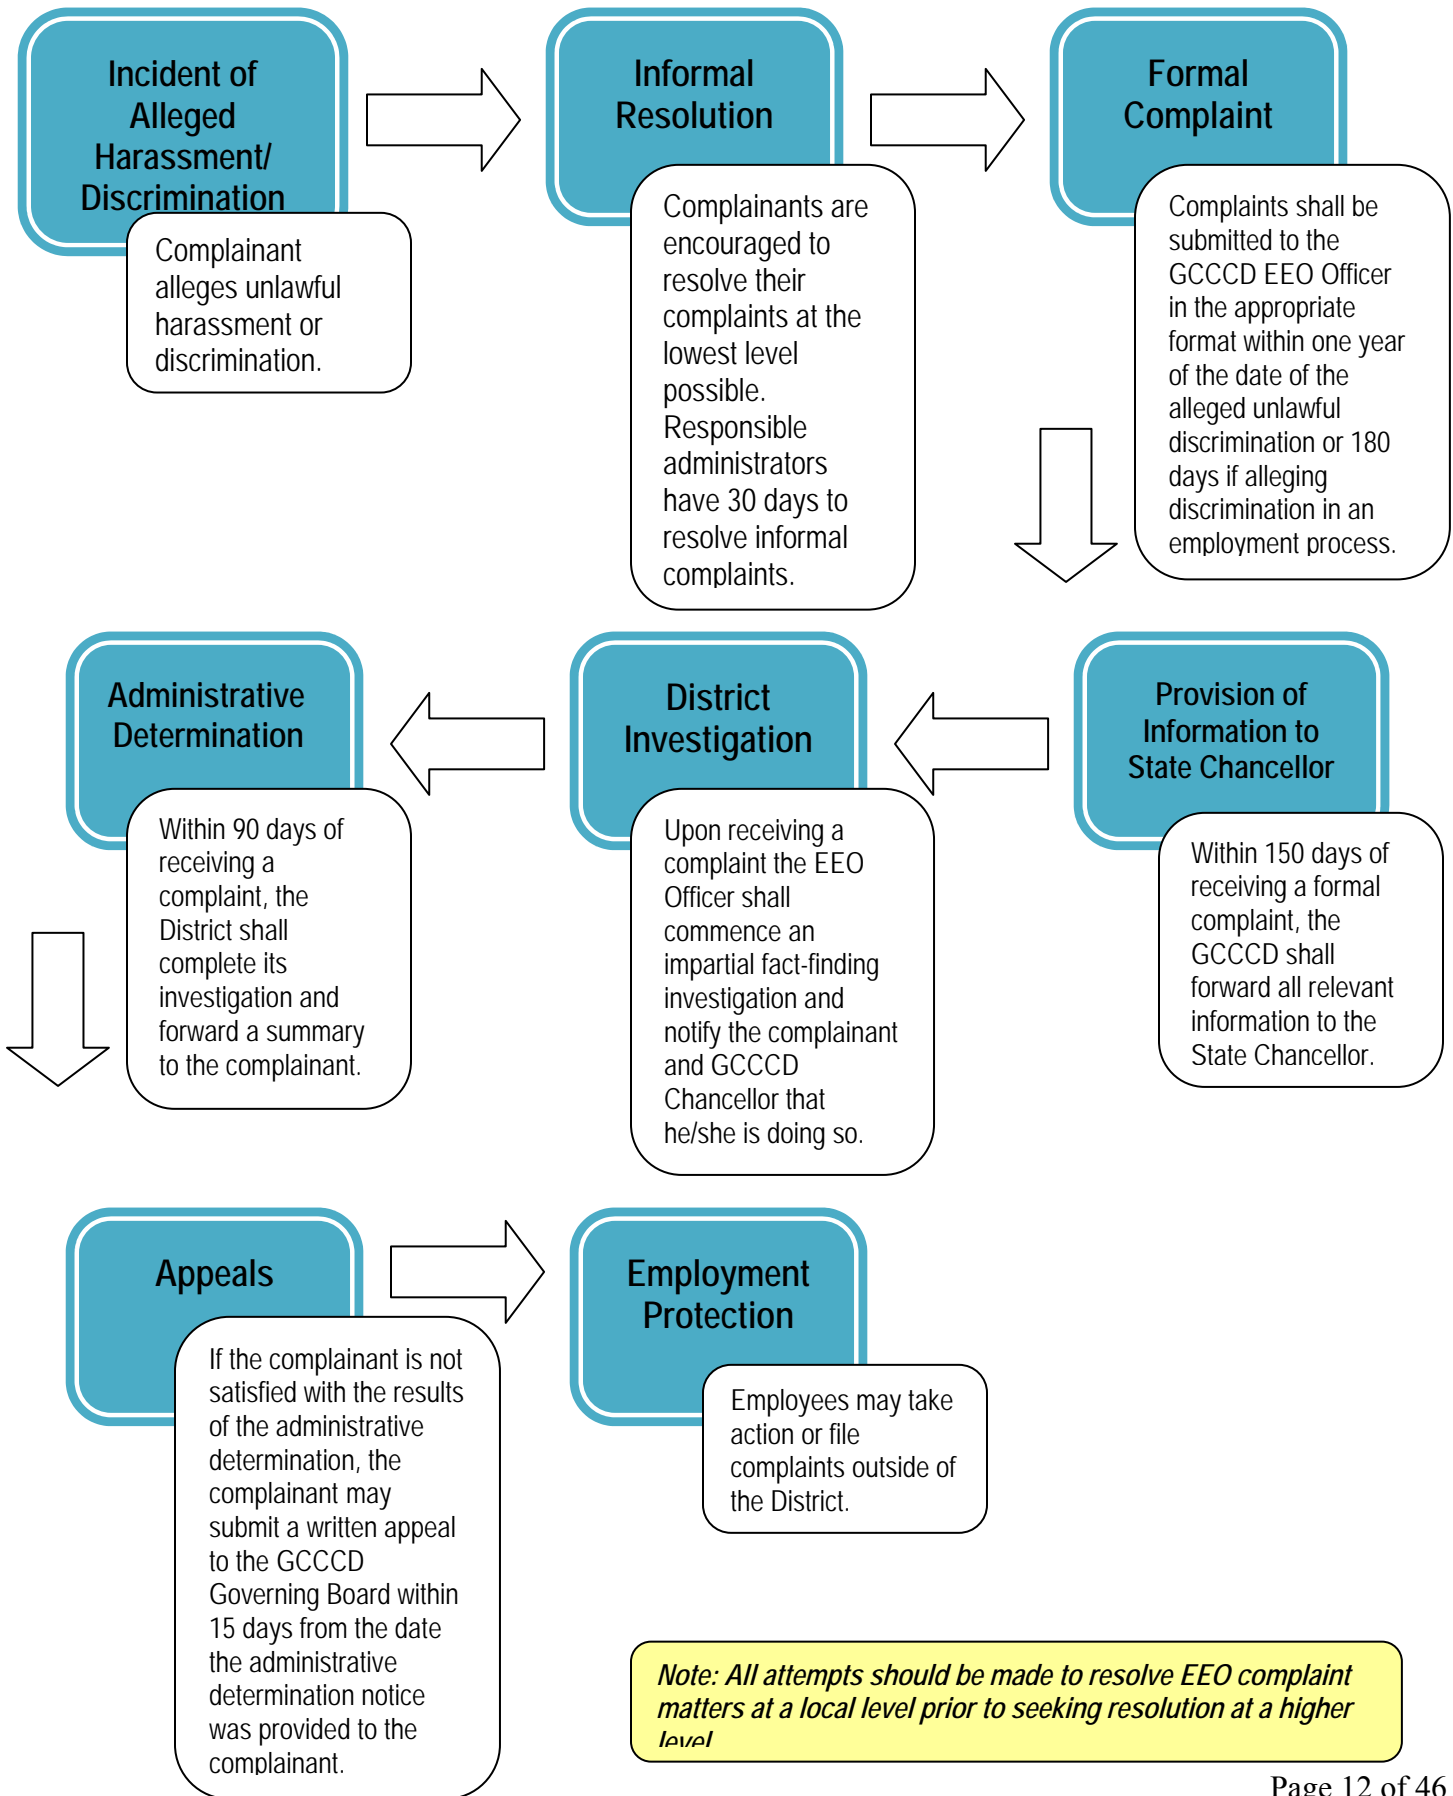 Incident of
Alleged
Harassment/
Discrimination
Complainant
alleges unlawful
harassment or
discrimination.
Informal
Resolution
Complainants are
encouraged to
resolve their
complaints at the
lowest level
possible.
Responsible
administrators
have 30 days to
resolve informal
complaints.
Formal
Complaint
Complaints shall be
submitted to the
GCCCD EEO Officer
in the appropriate
format within one year
of the date of the
alleged unlawful
discrimination or 180
days if alleging
discrimination in an
employment process.
Provision of
Information to
State Chancellor
Within 150 days of
receiving a formal
complaint, the
GCCCD shall
forward all relevant
information to the
State Chancellor.
District
Investigation
Upon receiving a
complaint the EEO
Officer shall
commence an
impartial fact-finding
investigation and
notify the complainant
and GCCCD
Chancellor that
he/she is doing so.
Administrative
Determination
Within 90 days of
receiving a
complaint, the
District shall
complete its
investigation and
forward a summary
to the complainant.
Appeals
If the complainant is not
satisfied with the results
of the administrative
determination, the
complainant may
submit a written appeal
to the GCCCD
Governing Board within
15 days from the date
the administrative
determination notice
was provided to the
complainant.
Employment
Protection
Employees may take
action or file
complaints outside of
the District.
Note: All attempts should be made to resolve EEO complaint
matters at a local level prior to seeking resolution at a higher
level
Page 12 of 46